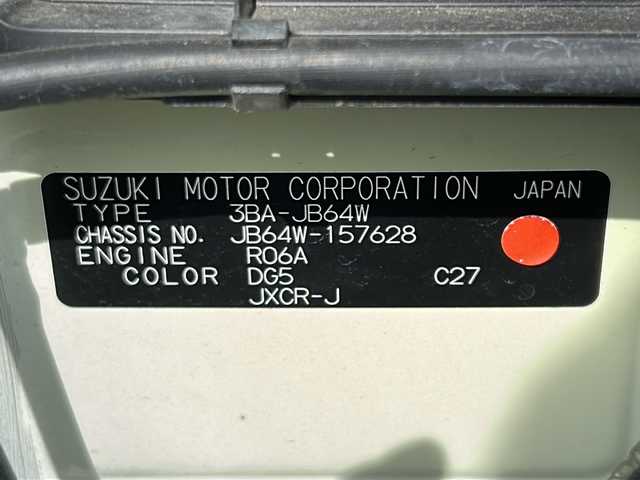 SUZUKI MOTOR CORPORATION JAPAN
TYPE 3BA-JB64W
CHASSIS NO. JB64W-157628
ENGINE R06A
COLOR DG5 C27
JXCR-J